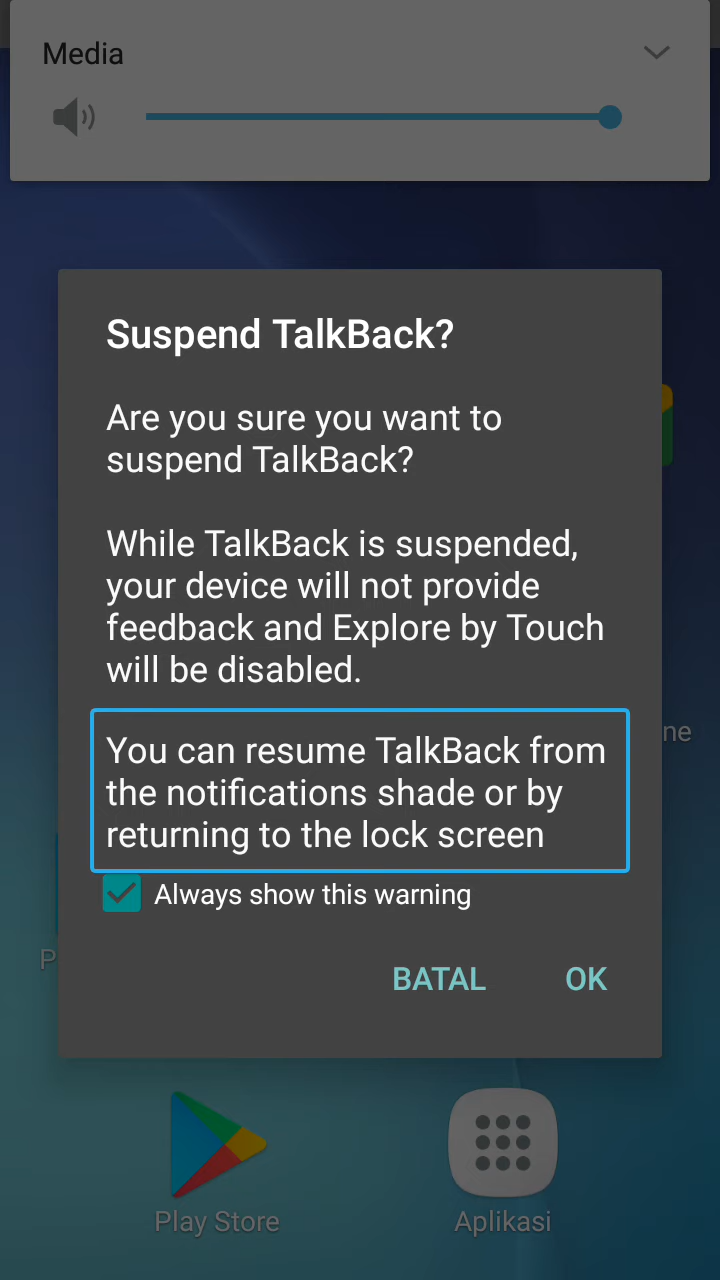 Media
Suspend TalkBack?
Are you sure you want to
suspend TalkBack?
While TalkBack is suspended,
your device will not provide
feedback and Explore by Touch
will be disabled.
ne
You can resume TalkBack from
the notifications shade or by
returning to the lock screen
Always show this warning
P
BATAL
OK
Play Store
Aplikasi